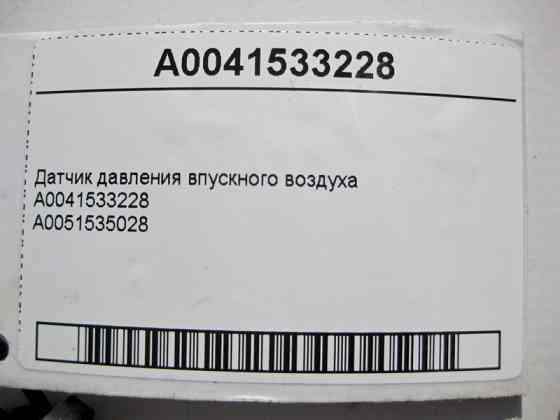 A0041533228
Датчик давления впускного воздуха
A0041533228
A0051535028